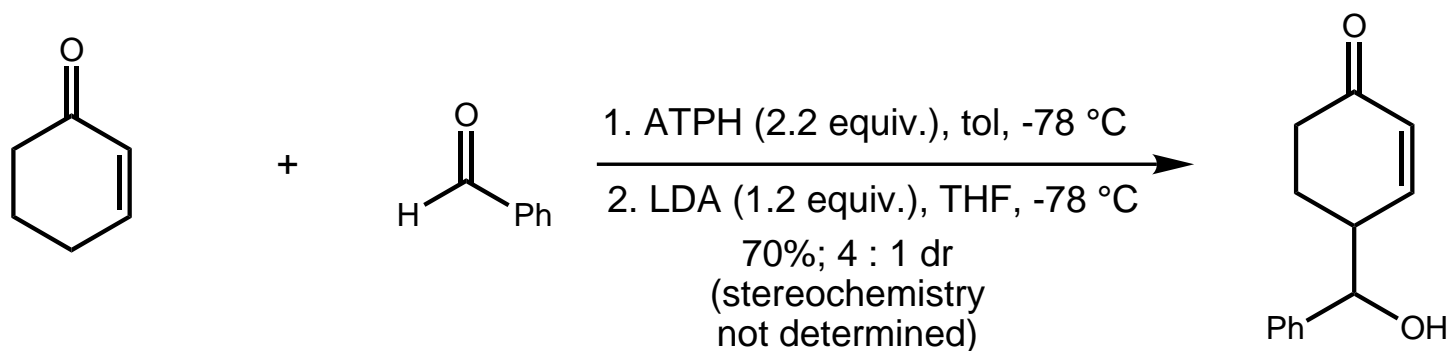 O
+
O
H
Ph
1. ATPH (2.2 equiv.), tol, -78 °C
2. LDA (1.2 equiv.), THF, -78 °C
70%; 4 : 1 dr
(stereochemistry
not determined)
O
Ph
OH